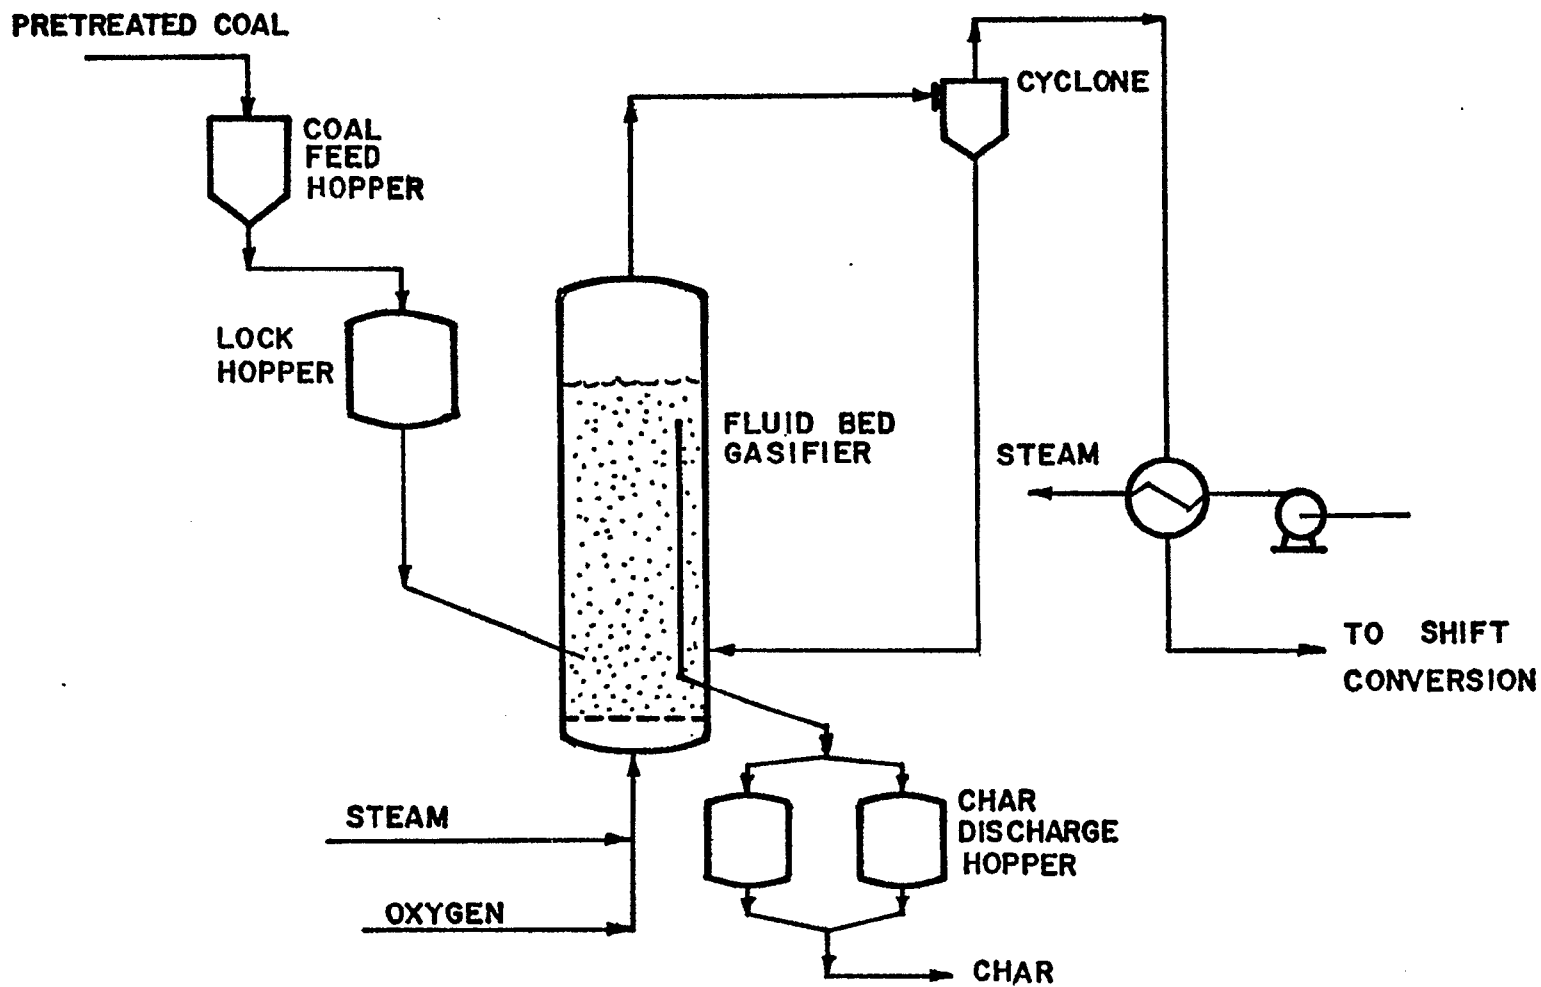 PRETREATED COAL
COAL
FEED
HOPPER
CYCLONE
LOCK
HOPPER
FLUID BED
GASIFIER
STEAM
TO SHIFT
CONVERSION
STEAM
OXYGEN
CHAR
DISCHARGE
HOPPER
CHAR